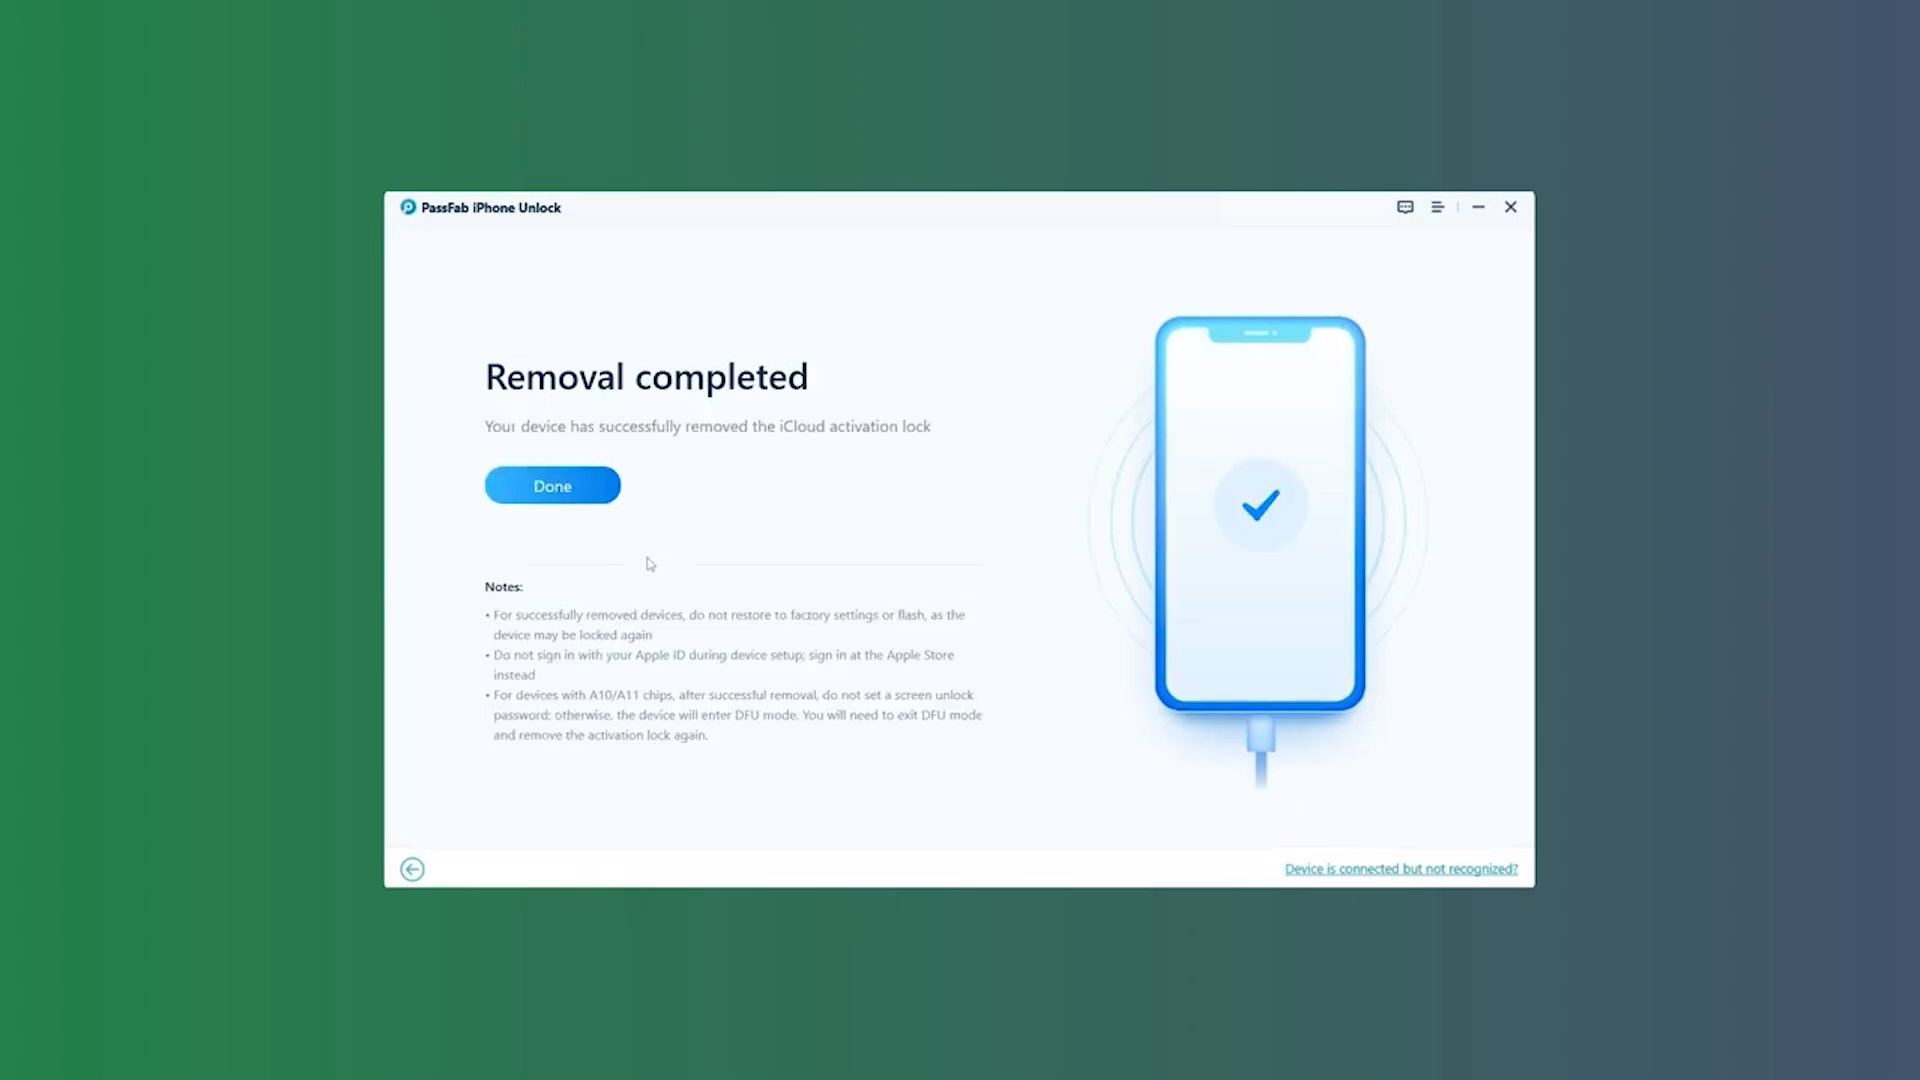 PassFab iPhone Unlock
Removal completed
Your device has successfully removed the iCloud activation lock
Done
Notes:
• For successfully removed devices, do not restore to factory settings or flash, as the
device may be locked again
• Do not sign in with your Apple ID during device setup; sign in at the Apple Store
instead
• For devices with A10/A11 chips, after successful removal, do not set a screen unlock
password; otherwise, the device will enter DFU mode. You will need to exit DFU mode
and remove the activation lock again.
Device is connected but not recognized?